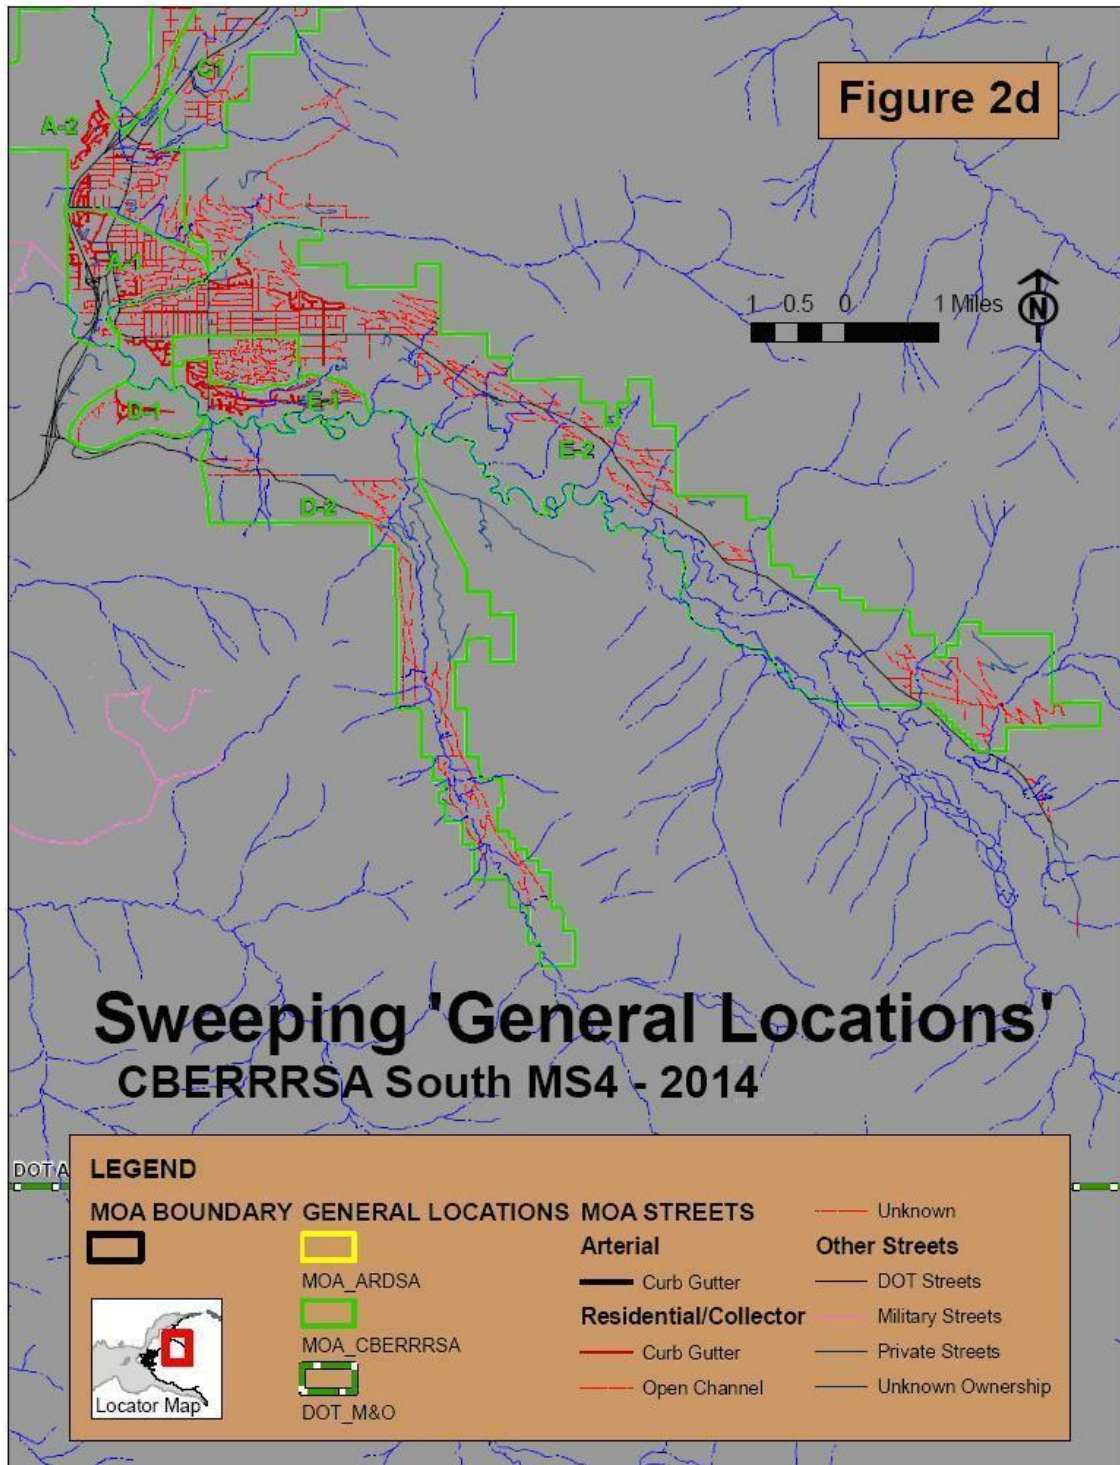 Figure 2d
C1
A-2
A-1
1 0.5 0 1 Miles
N
D-1
E-1
E-2
D-2
Sweeping 'General Locations'
CBERRRSA South MS4 - 2014
DOT A
LEGEND
MOA BOUNDARY
GENERAL LOCATIONS
MOA_ARDSA
MOA_CBERRRSA
DOT_M&O
MOA STREETS
Arterial
Curb Gutter
Residential/Collector
Curb Gutter
Open Channel
Unknown
Other Streets
DOT Streets
Military Streets
Private Streets
Unknown Ownership
Locator Map